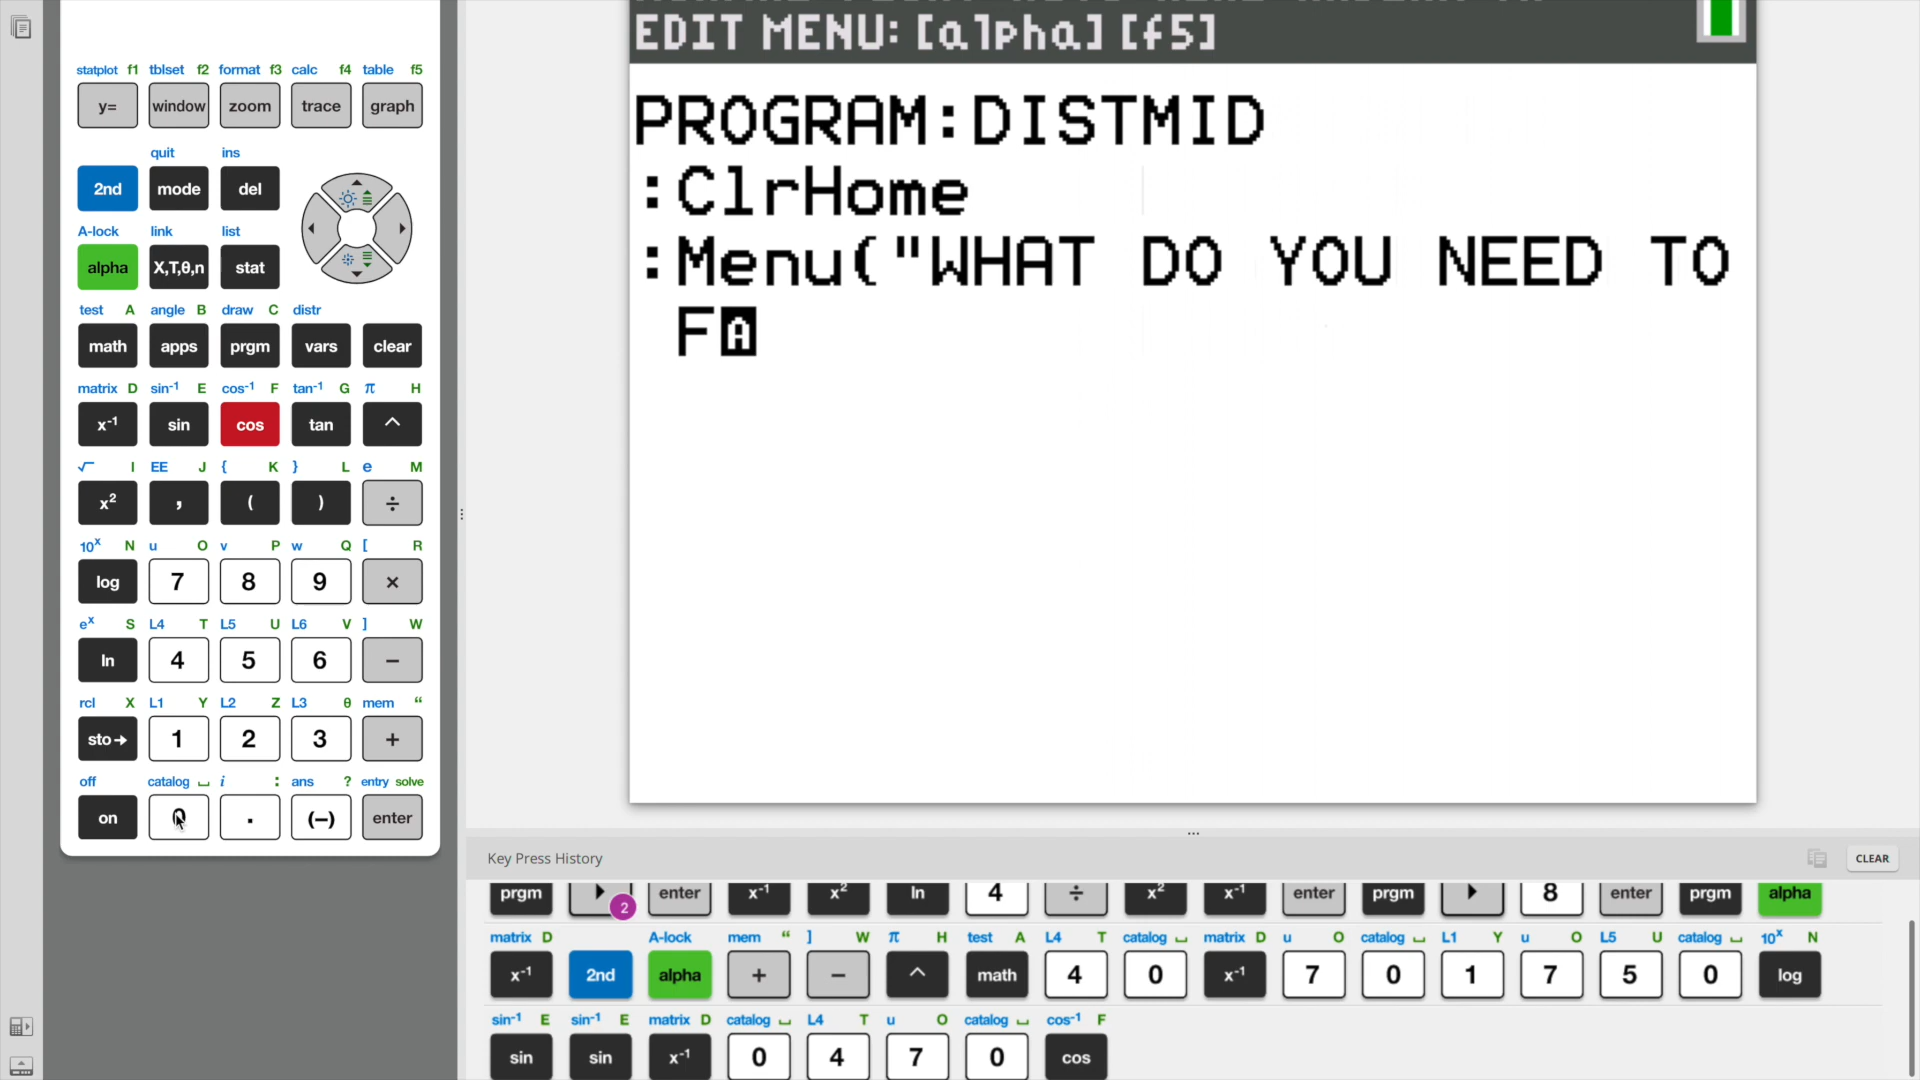 EDIT MENU: [alpha] [f5]
PROGRAM:DISTMID
:ClrHome
:Menu("WHAT DO YOU NEED TO
FA
statplot f1 tblset f2 format f3 calc f4 table f5
y= window zoom trace graph
quit ins
2nd mode del
A-lock link list
alpha X,T,θ,n stat
test A angle B draw C distr
math apps prgm vars clear
matrix D sin⁻¹ E cos⁻¹ F tan⁻¹ G π H
x⁻¹ sin cos tan ^
√ I EE J { K } L e M
x² , ( ) ÷
10ˣ N u O v P w Q [ R
log 7 8 9 ×
eˣ S L4 T L5 U L6 V ] W
ln 4 5 6 −
rcl X L1 Y L2 Z L3 θ mem “
sto→ 1 2 3 +
off catalog ⎵ i : ans ? entry solve
on 0 . (−) enter
Key Press History CLEAR
prgm 2 enter x⁻¹ x² ln 4 ÷ x² x⁻¹ enter prgm 8 enter prgm alpha
matrix D A-lock mem “ ] W π H test A L4 T catalog ⎵ matrix D u O catalog ⎵ L1 Y u O L5 U catalog ⎵ 10ˣ N
x⁻¹ 2nd alpha + − ^ math 4 0 x⁻¹ 7 0 1 7 5 0 log
sin⁻¹ E sin⁻¹ E matrix D catalog ⎵ L4 T u O catalog ⎵ cos⁻¹ F
sin sin x⁻¹ 0 4 7 0 cos